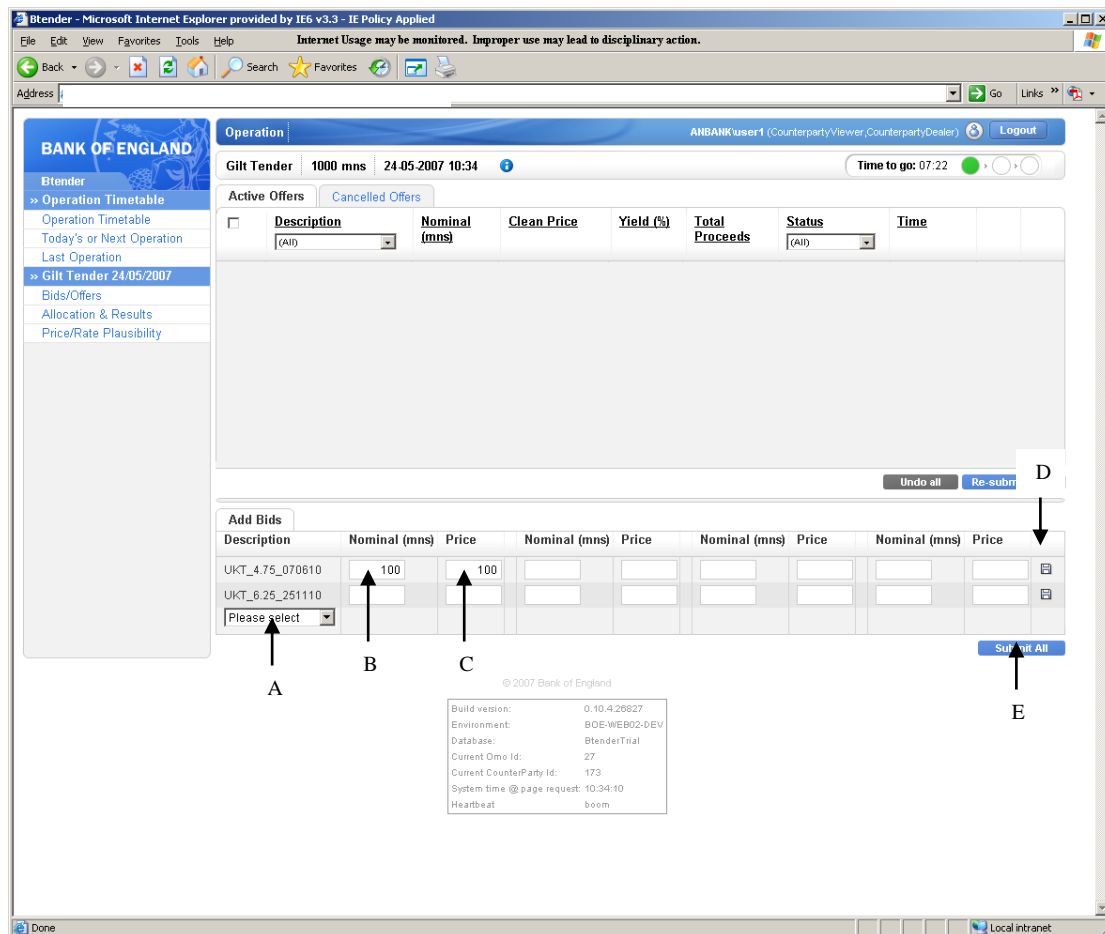 Btender - Microsoft Internet Explorer provided by IE6 v3.3 - IE Policy Applied
File Edit View Favorites Tools Help Internet Usage may be monitored. Improper use may lead to disciplinary action.
Back Search Favorites
Address Go Links »
BANK OF ENGLAND
Btender
» Operation Timetable
Operation Timetable
Today's or Next Operation
Last Operation
» Gilt Tender 24/05/2007
Bids/Offers
Allocation & Results
Price/Rate Plausibility
Operation ANBANK\user1 (CounterpartyViewer,CounterpartyDealer) Logout
Gilt Tender 1000 mns 24-05-2007 10:34 Time to go: 07:22
Active Offers Cancelled Offers
Description Nominal (mns) Clean Price Yield (%) Total Proceeds Status Time
(All) (All)
Undo all
D
Add Bids
Description Nominal (mns) Price Nominal (mns) Price Nominal (mns) Price Nominal (mns) Price
UKT_4.75_070610 100 100
UKT_6.25_251110
Please select
Submit All
A B C E
© 2007 Bank of England
Build version: 0.10.4.26827
Environment: BOE-WEB02-DEV
Database: BtenderTrial
Current Omo Id: 27
Current CounterParty Id: 173
System time @ page request: 10:34:10
Heartbeat boom
Done Local intranet